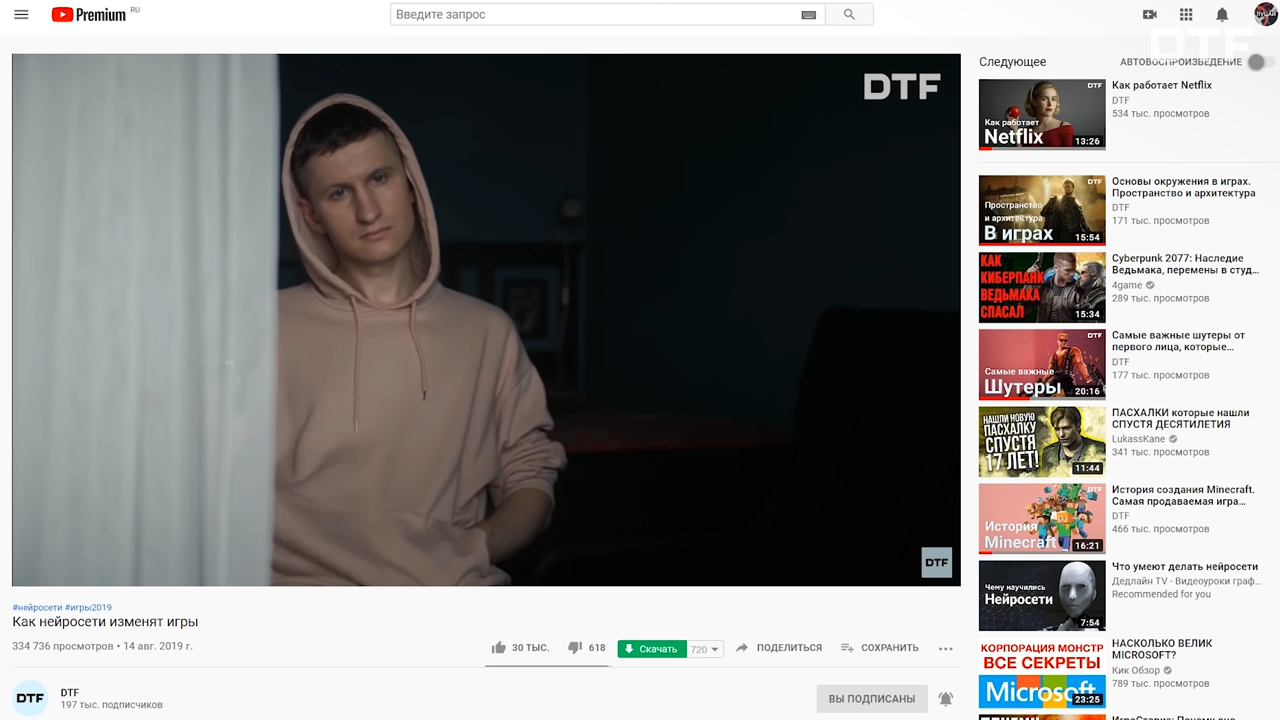 Premium RU
Введите запрос
DTF
Следующее
АВТОВОСПРОИЗВЕДЕНИЕ
DTF
DTF
Как работает
Netflix
13:26
Как работает Netflix
DTF
534 тыс. просмотров
DTF
Пространство
и архитектура
В играх
15:54
Основы окружения в играх.
Пространство и архитектура
DTF
171 тыс. просмотров
КАК
КИБЕРПАНК
ВЕДЬМАКА
СПАСАЛ
15:34
Cyberpunk 2077: Наследие
Ведьмака, перемены в студ...
4game
289 тыс. просмотров
DTF
Самые важные
Шутеры
20:16
Самые важные шутеры от
первого лица, которые...
DTF
177 тыс. просмотров
НАШЛИ НОВУЮ
ПАСХАЛКУ
СПУСТЯ
17 ЛЕТ!
11:44
ПАСХАЛКИ которые нашли
СПУСТЯ ДЕСЯТИЛЕТИЯ
LukassKane
341 тыс. просмотров
DTF
История
Minecraft
16:21
История создания Minecraft.
Самая продаваемая игра...
DTF
466 тыс. просмотров
Чему научились
Нейросети
7:54
Что умеют делать нейросети
Дедлайн TV - Видеоуроки граф...
Recommended for you
КОРПОРАЦИЯ МОНСТР
ВСЕ СЕКРЕТЫ
Microsoft
23:25
НАСКОЛЬКО ВЕЛИК
MICROSOFT?
Кик Обзор
789 тыс. просмотров
DTF
#нейросети #игры2019
Как нейросети изменят игры
334 736 просмотров • 14 авг. 2019 г.
30 ТЫС.
618
Скачать
720
ПОДЕЛИТЬСЯ
СОХРАНИТЬ
DTF
DTF
197 тыс. подписчиков
ВЫ ПОДПИСАНЫ